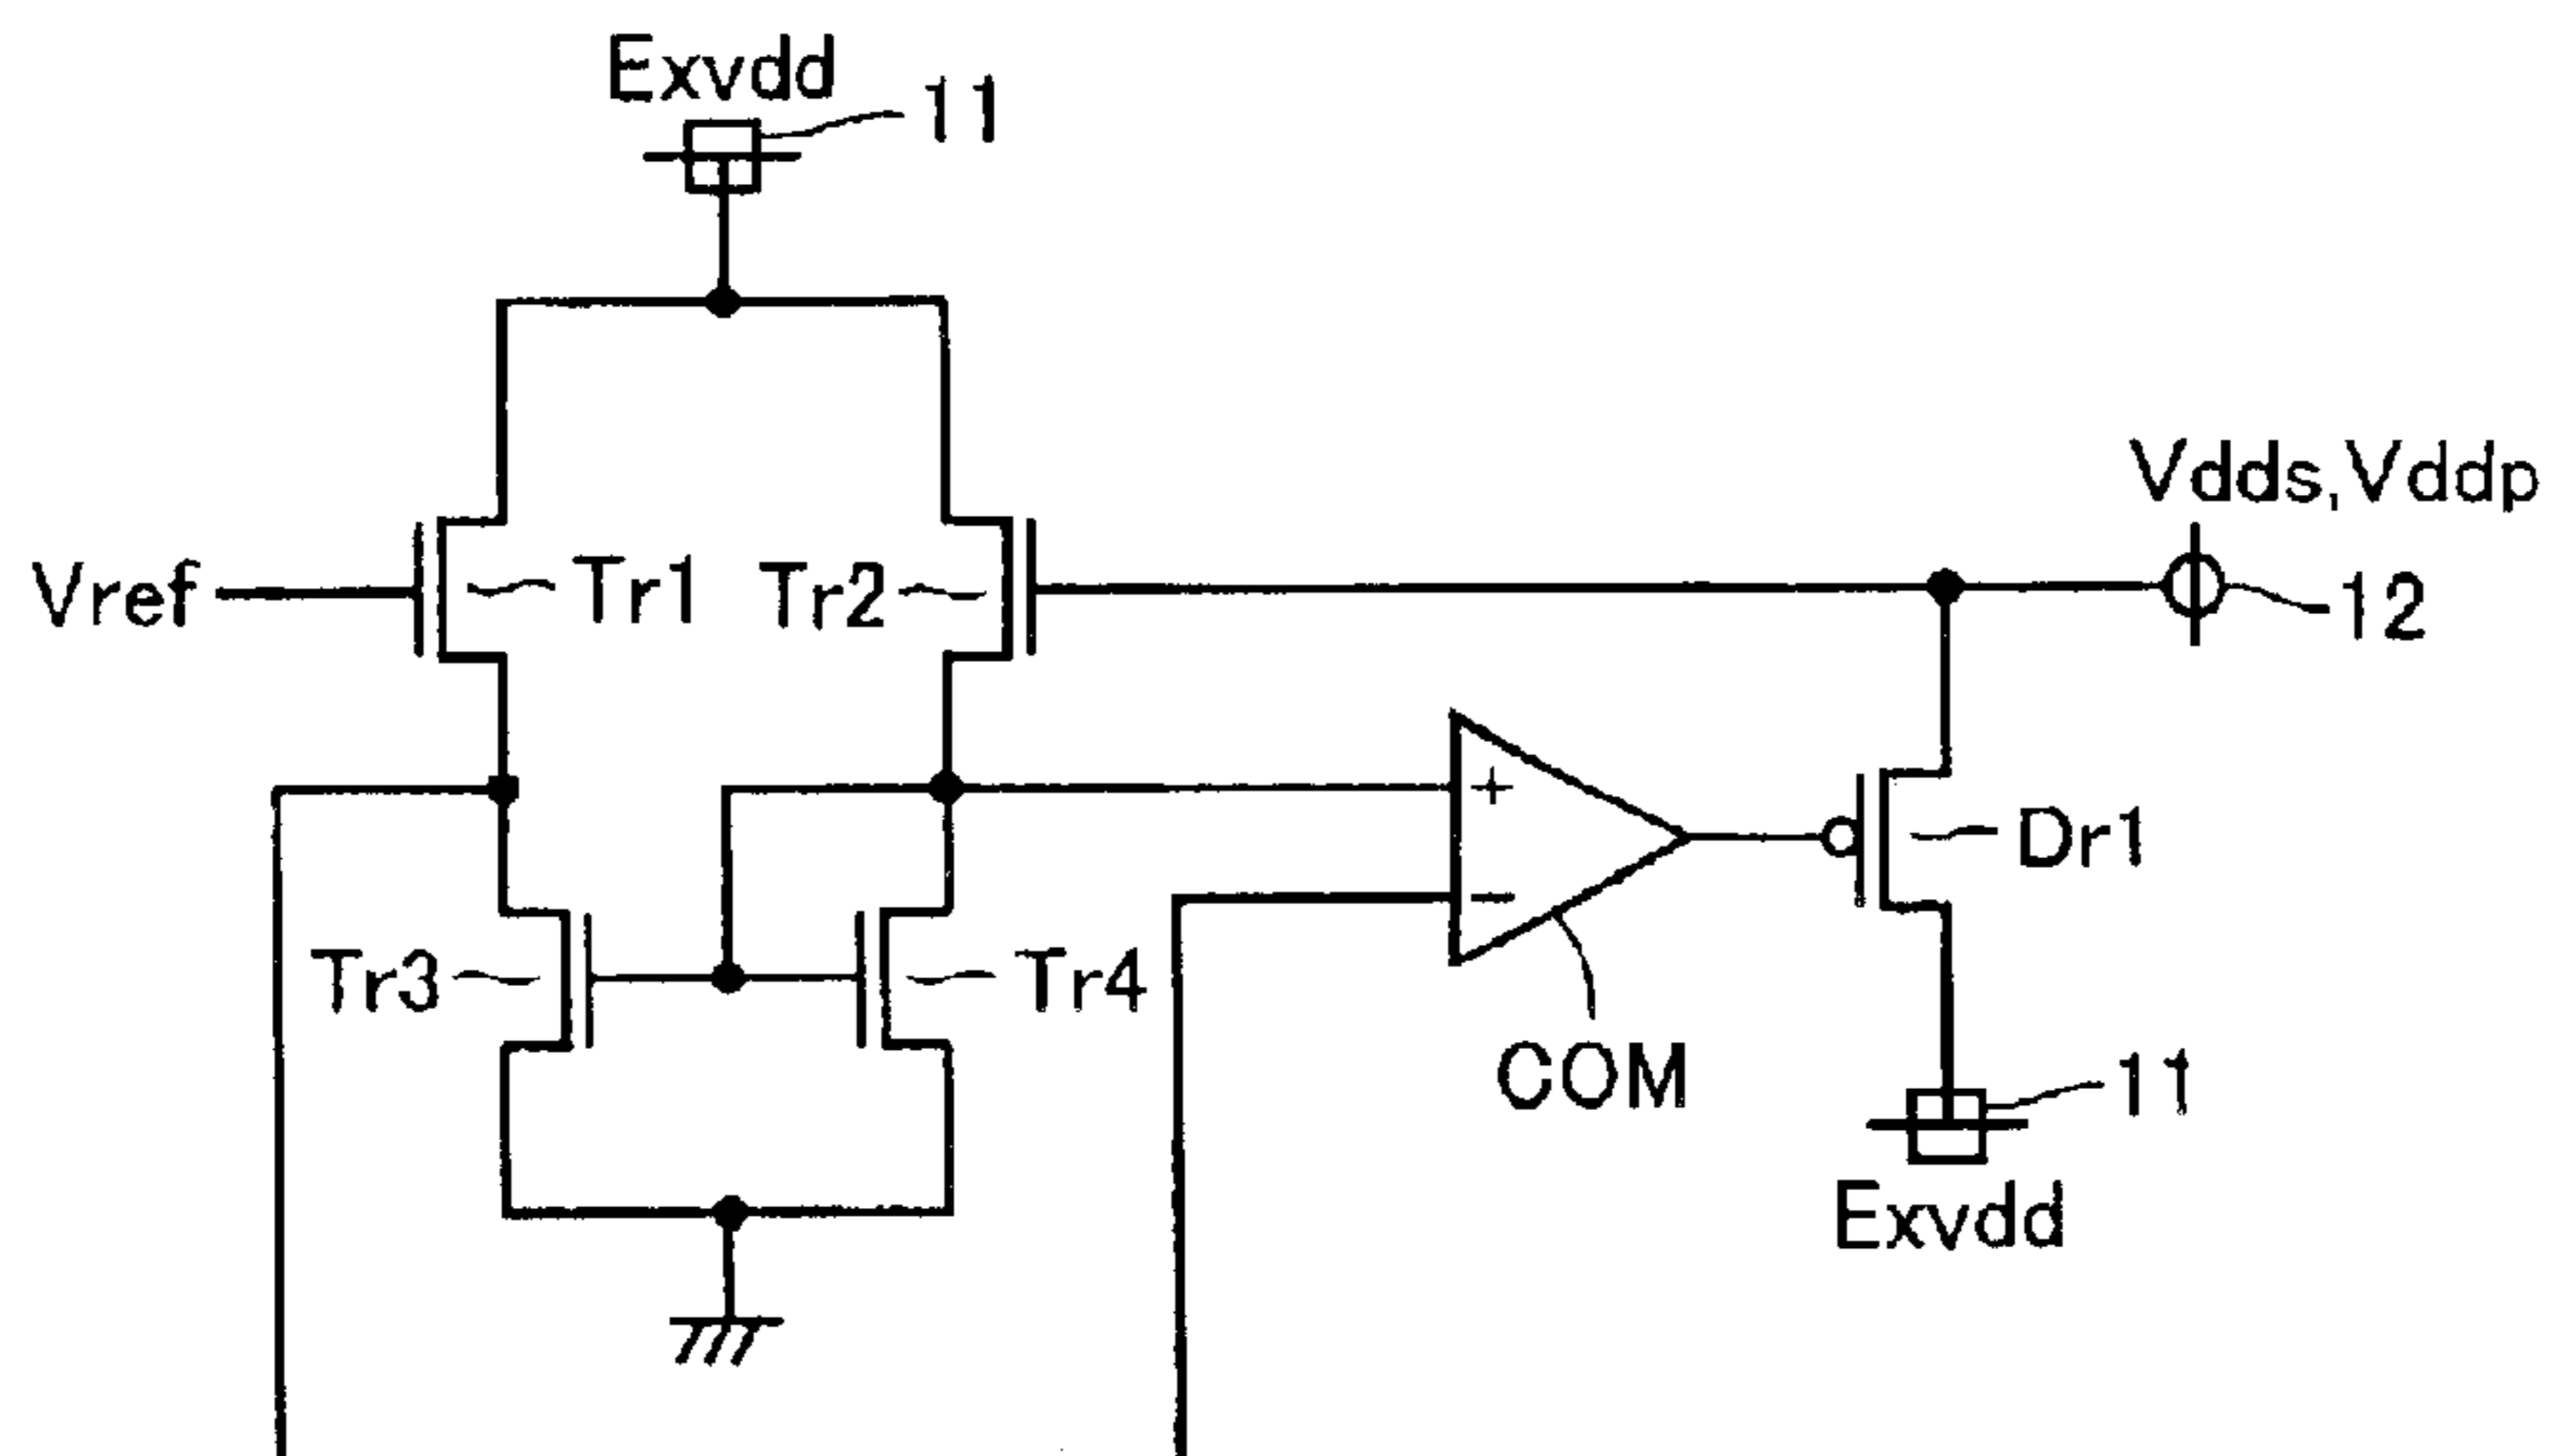 Exvdd
11
Vdds,Vddp
Vref
Tr1
Tr2
12
+
Dr1
−
Tr3
Tr4
COM
11
Exvdd